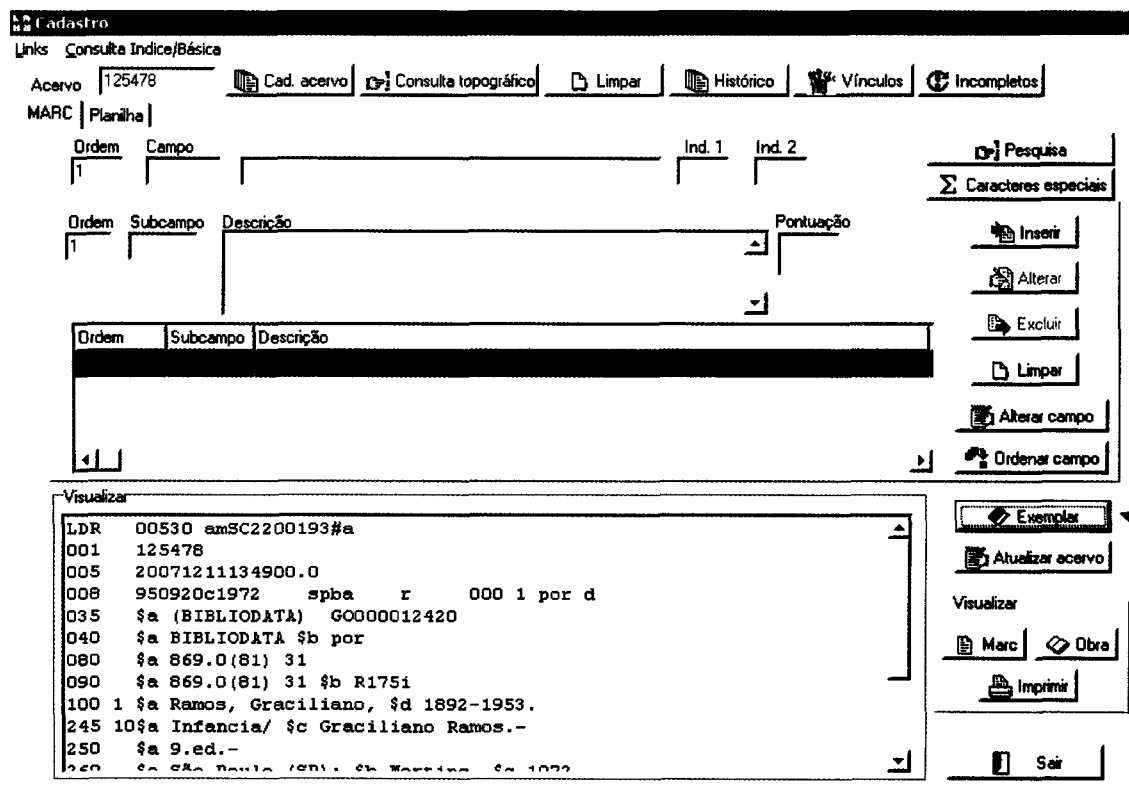 Cadastro
Links Consulta Indice/Básica
Acervo 125478 Cad. acervo Consulta topográfico Limpar Histórico Vínculos Incompletos
MARC Planilha
Ordem Campo Ind. 1 Ind. 2 Pesquisa
1
Caracteres especiais
Ordem Subcampo Descrição Pontuação
1
Inserir
Alterar
Excluir
Ordem Subcampo Descrição
Limpar
Alterar campo
Ordenar campo
Visualizar
Exemplar
Atualizar acervo
Visualizar
Marc Obra
Imprimir
Sair
LDR 00530 amSC2200193#a
001 125478
005 20071211134900.0
008 950920c1972 spba r 000 1 por d
035 $a (BIBLIODATA) GO000012420
040 $a BIBLIODATA $b por
080 $a 869.0(81) 31
090 $a 869.0(81) 31 $b R175i
100 1 $a Ramos, Graciliano, $d 1892-1953.
245 10$a Infancia/ $c Graciliano Ramos.-
250 $a 9.ed.-
$a São Paulo (SP): $b